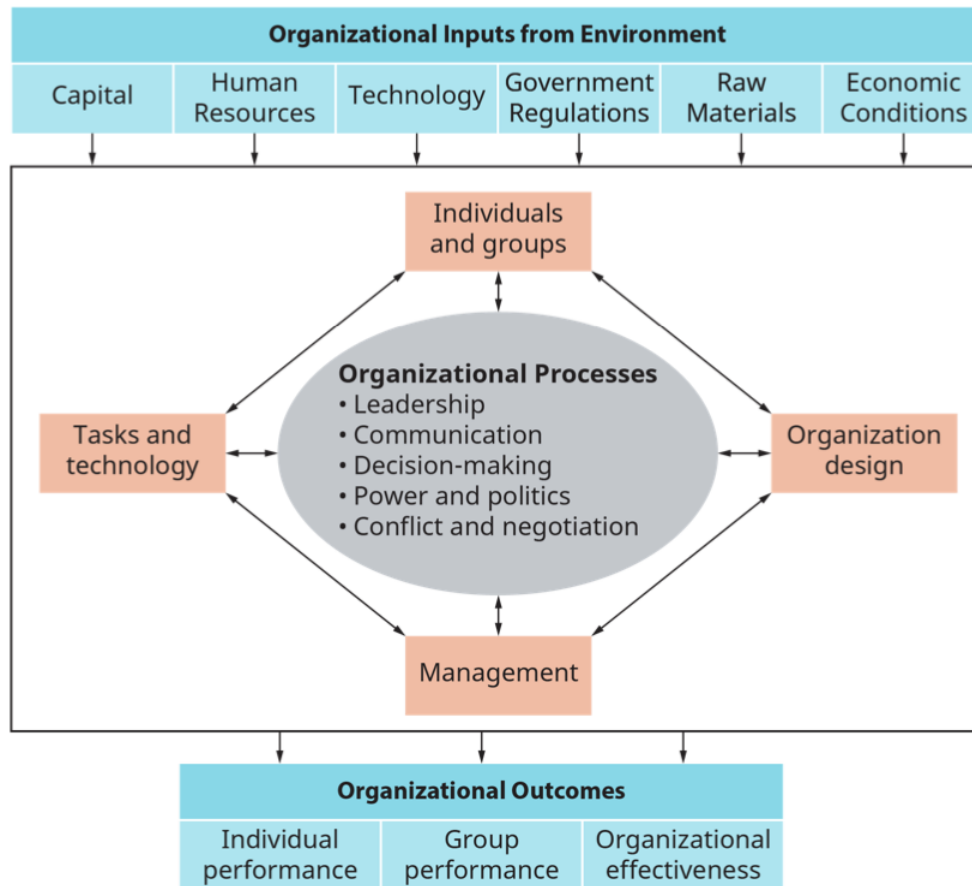 Organizational Inputs from Environment
Capital
Human
Resources
Technology
Government
Regulations
Raw
Materials
Economic
Conditions
Individuals
and groups
Organizational Processes
• Leadership
• Communication
• Decision-making
• Power and politics
• Conflict and negotiation
Tasks and
technology
Organization
design
Management
Organizational Outcomes
Individual
performance
Group
performance
Organizational
effectiveness